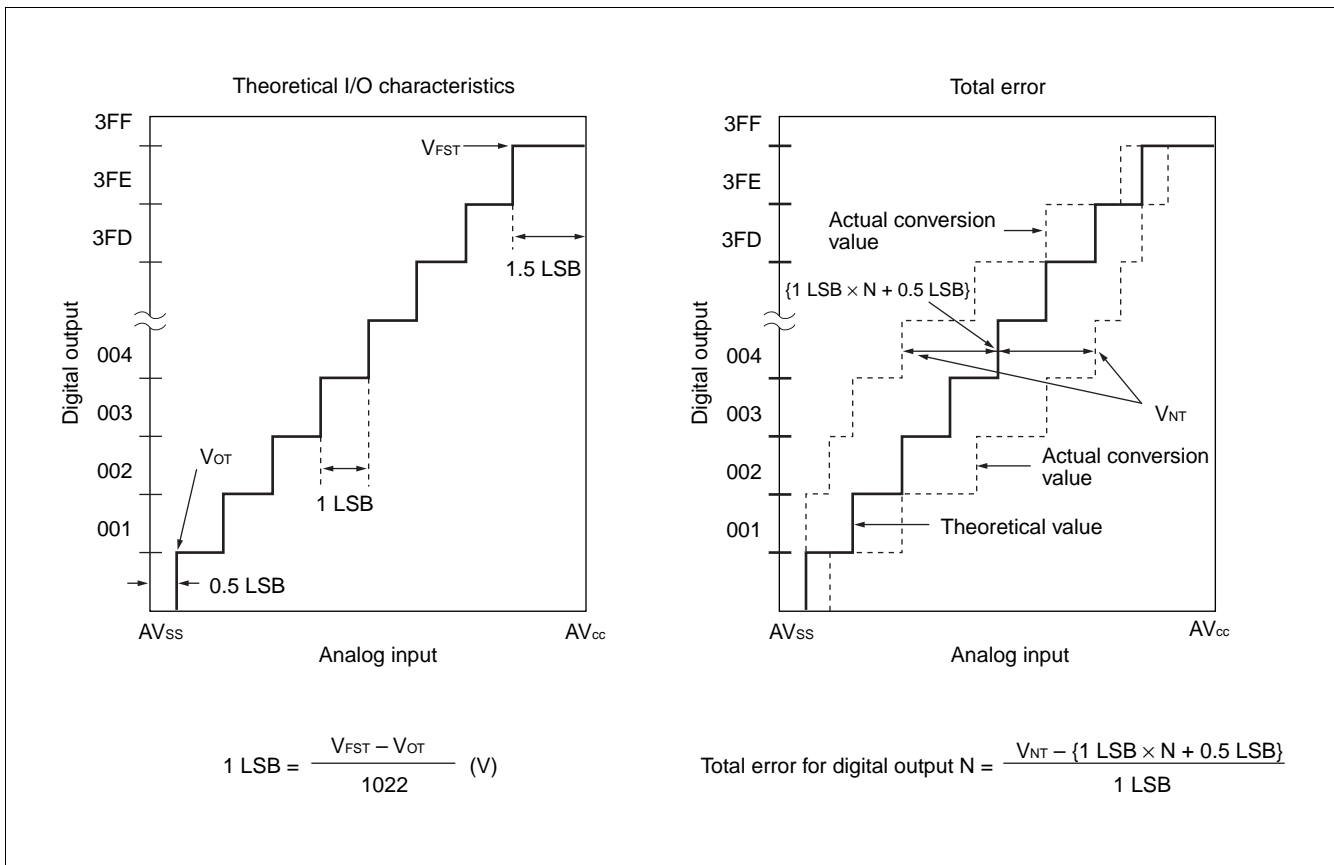 Theoretical I/O characteristics
3FF
3FE
3FD
004
003
002
001
Digital output
VFST
1.5 LSB
VOT
1 LSB
0.5 LSB
AVSS
AVcc
Analog input
1 LSB = VFST – VOT / 1022 (V)
Total error
3FF
3FE
3FD
004
003
002
001
Digital output
Actual conversion
value
{1 LSB × N + 0.5 LSB}
VNT
Actual conversion
value
Theoretical value
AVSS
AVcc
Analog input
Total error for digital output N = VNT – {1 LSB × N + 0.5 LSB} / 1 LSB